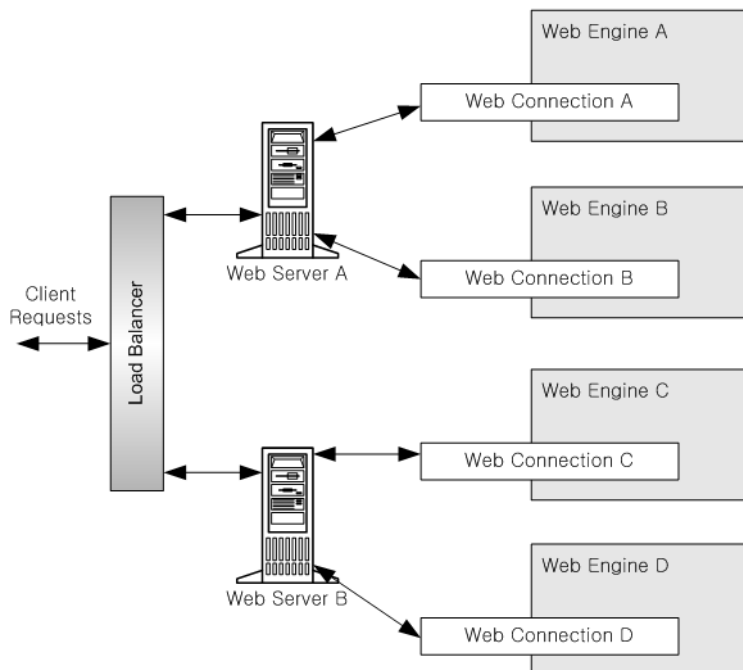 Web Engine A
Web Connection A
Web Engine B
Web Server A
Web Connection B
Client
Requests
Load Balancer
Web Engine C
Web Connection C
Web Engine D
Web Server B
Web Connection D